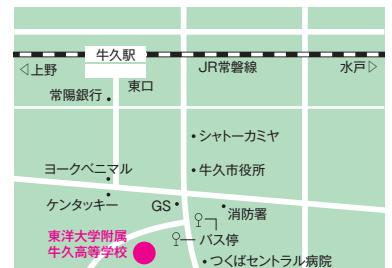 牛久駅
◁上野
JR常磐線
水戸▷
東口
常陽銀行
シャトーカミヤ
ヨークベニマル
牛久市役所
ケンタッキー
GS
消防署
東洋大学附属
牛久高等学校
バス停
つくばセントラル病院